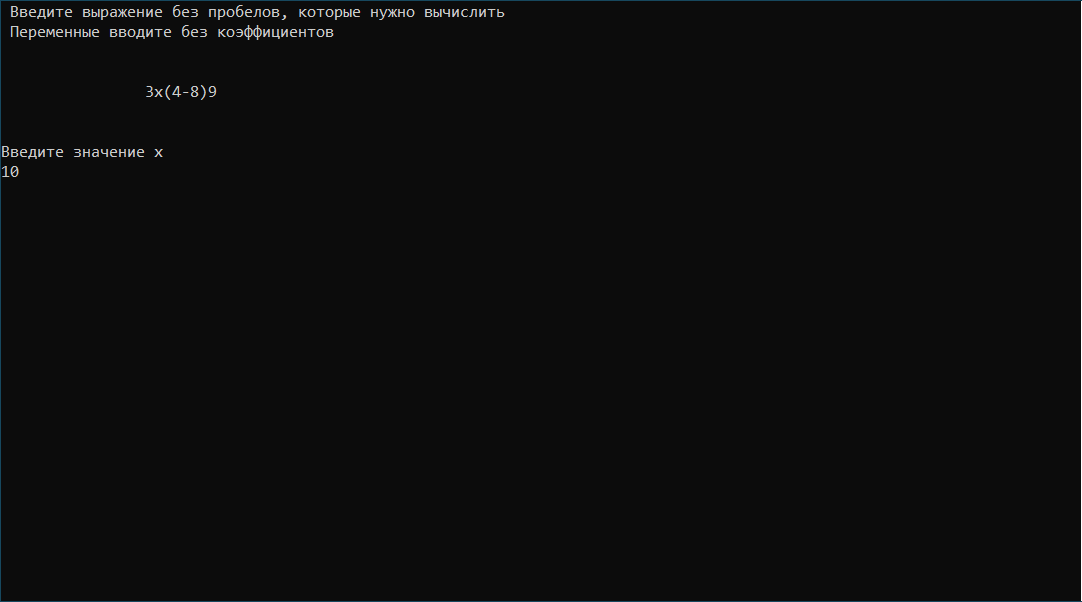 Введите выражение без пробелов, которые нужно вычислить
Переменные вводите без коэффициентов
3x(4-8)9
Введите значение x
10